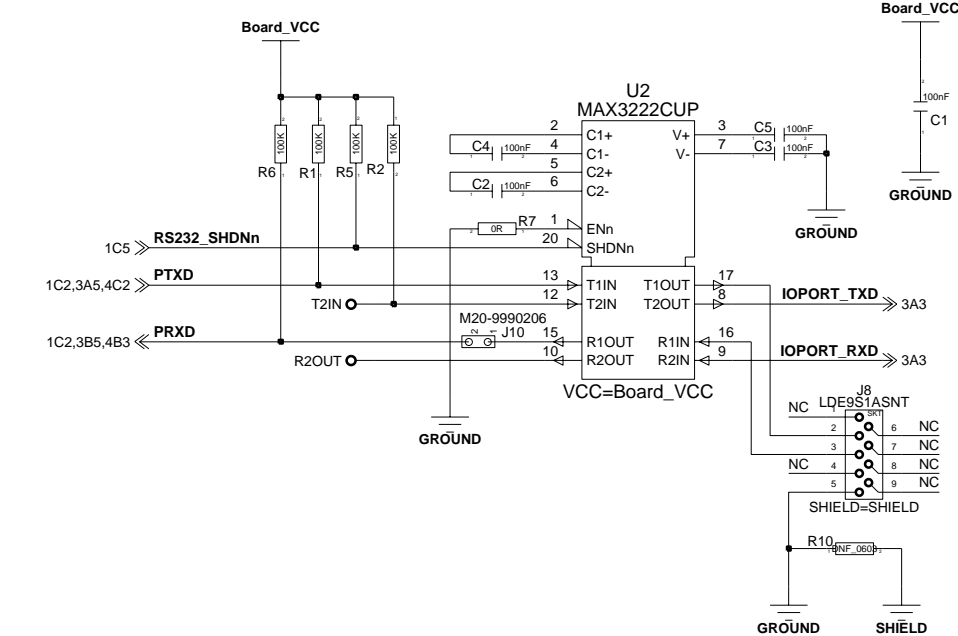 Board_VCC
Board_VCC
100nF
C1
GROUND
U2
MAX3222CUP
100K
100K
100K
100K
R6
R1
R5
R2
2
C1+
V+
3
C5
100nF
C4
100nF
4
C1-
V-
7
C3
100nF
5
C2+
C2
100nF
6
C2-
GROUND
0R
R7
1
ENn
1C5
RS232_SHDNn
20
SHDNn
1C2,3A5,4C2
PTXD
13
T1IN
T1OUT
17
T2IN
12
T2IN
T2OUT
8
IOPORT_TXD
3A3
M20-9990206
2
1
J10
1C2,3B5,4B3
PRXD
15
R1OUT
R1IN
16
R2OUT
10
R2OUT
R2IN
9
IOPORT_RXD
3A3
VCC=Board_VCC
GROUND
J8
LDE9S1ASNT
SKT
NC
1
2
6
NC
3
7
NC
NC
4
8
NC
5
9
NC
SHIELD=SHIELD
R10
DNF_0603
GROUND
SHIELD